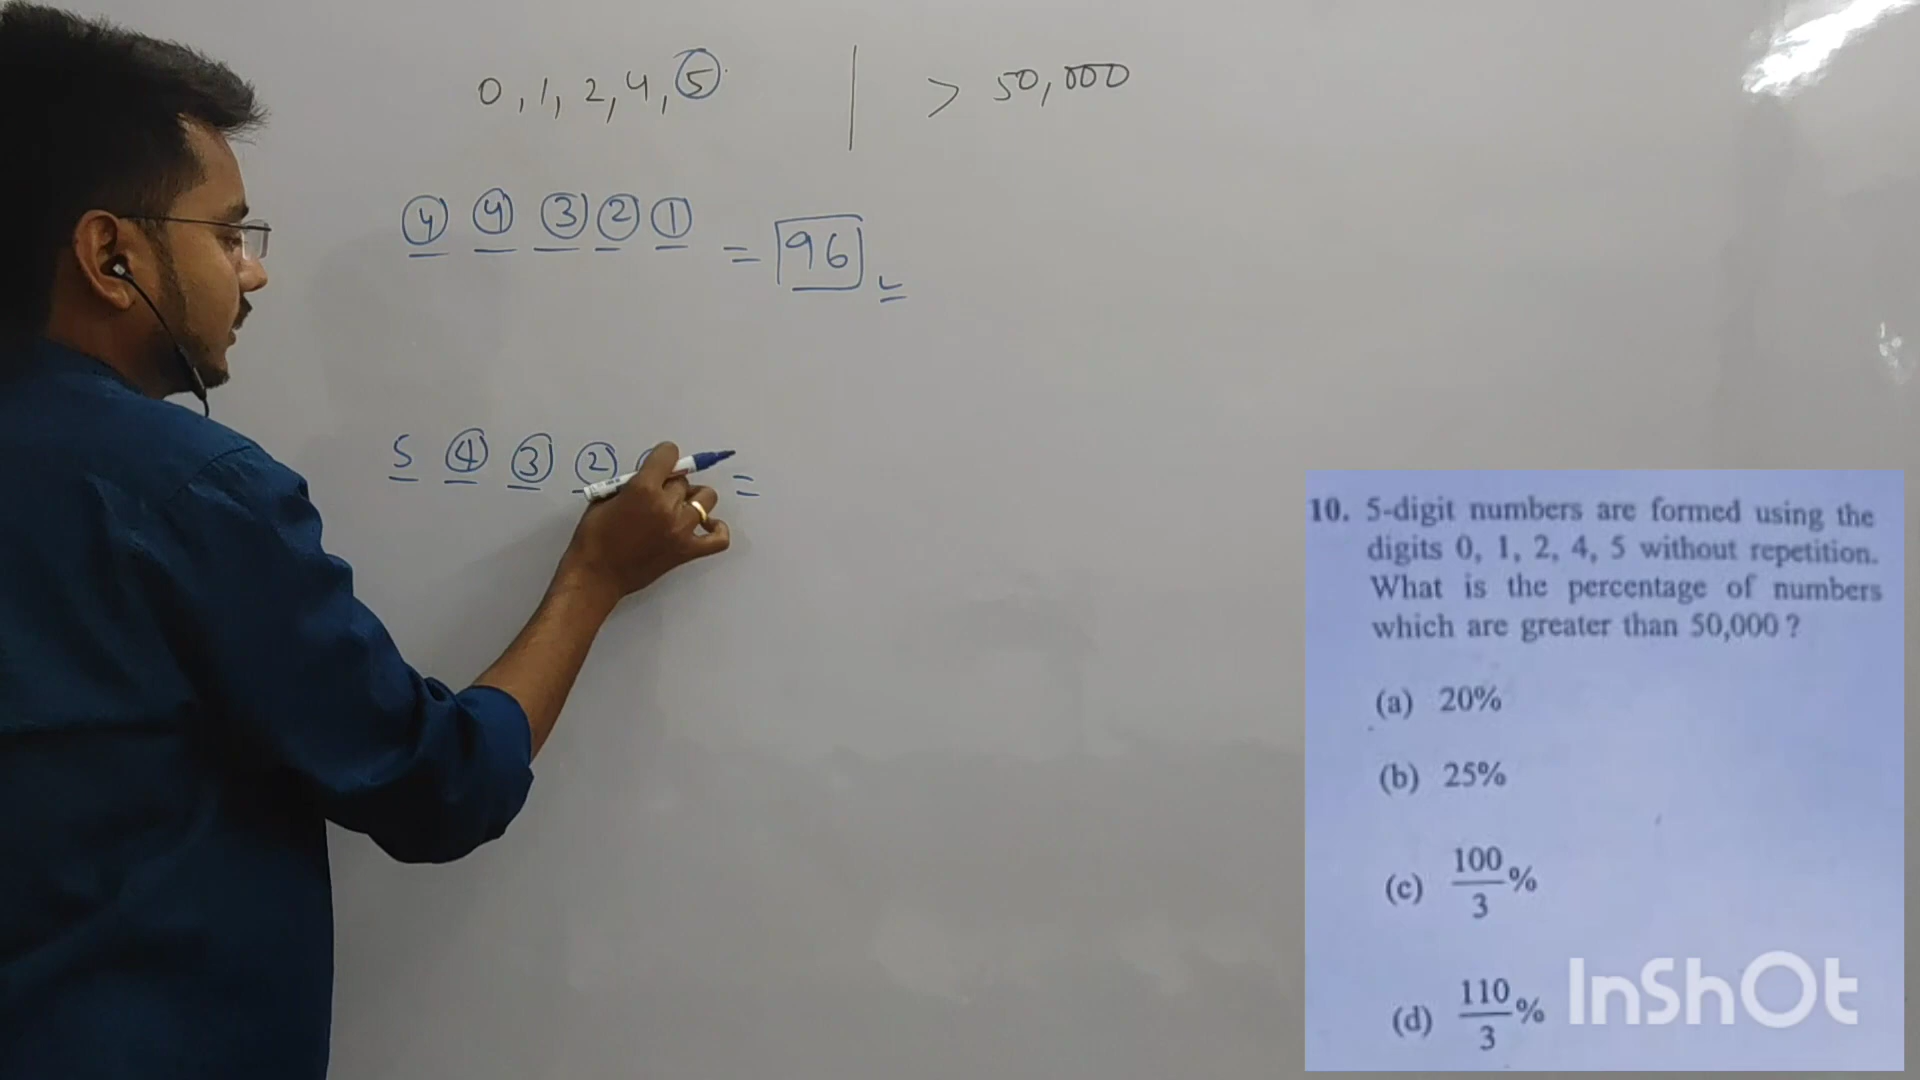 0, 1, 2, 4, 5 | > 50,000
4 4 3 2 1 = 96
5 4 3 2 =
10. 5-digit numbers are formed using the
digits 0, 1, 2, 4, 5 without repetition.
What is the percentage of numbers
which are greater than 50,000 ?
(a) 20%
(b) 25%
(c) 100/3 %
(d) 110/3 %
InShOt